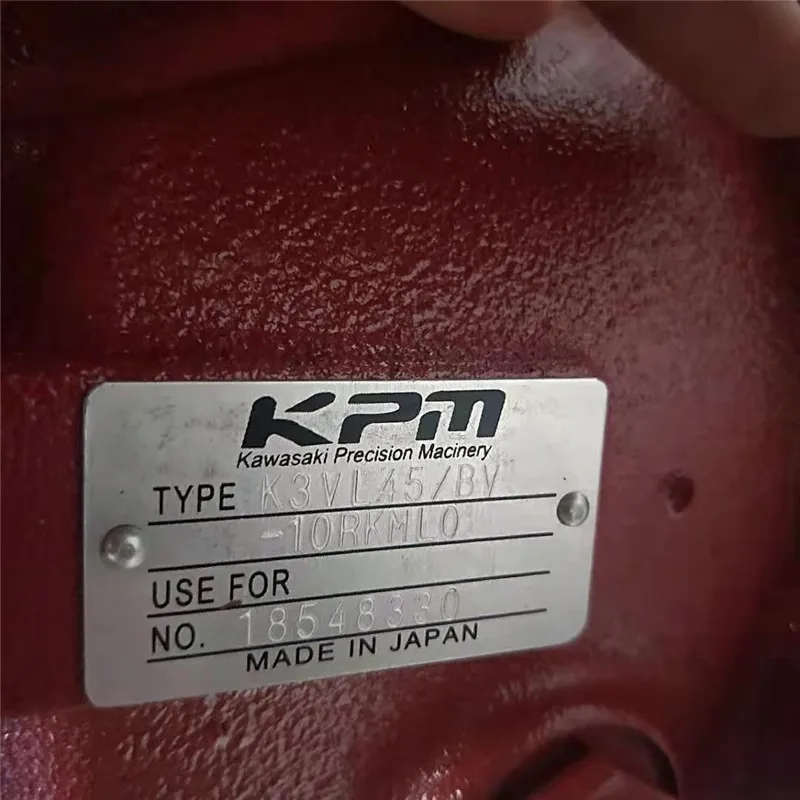 KPM
Kawasaki Precision Macinery
TYPE K3VL45/BV
-10RKML0
USE FOR
NO. 18548330
MADE IN JAPAN